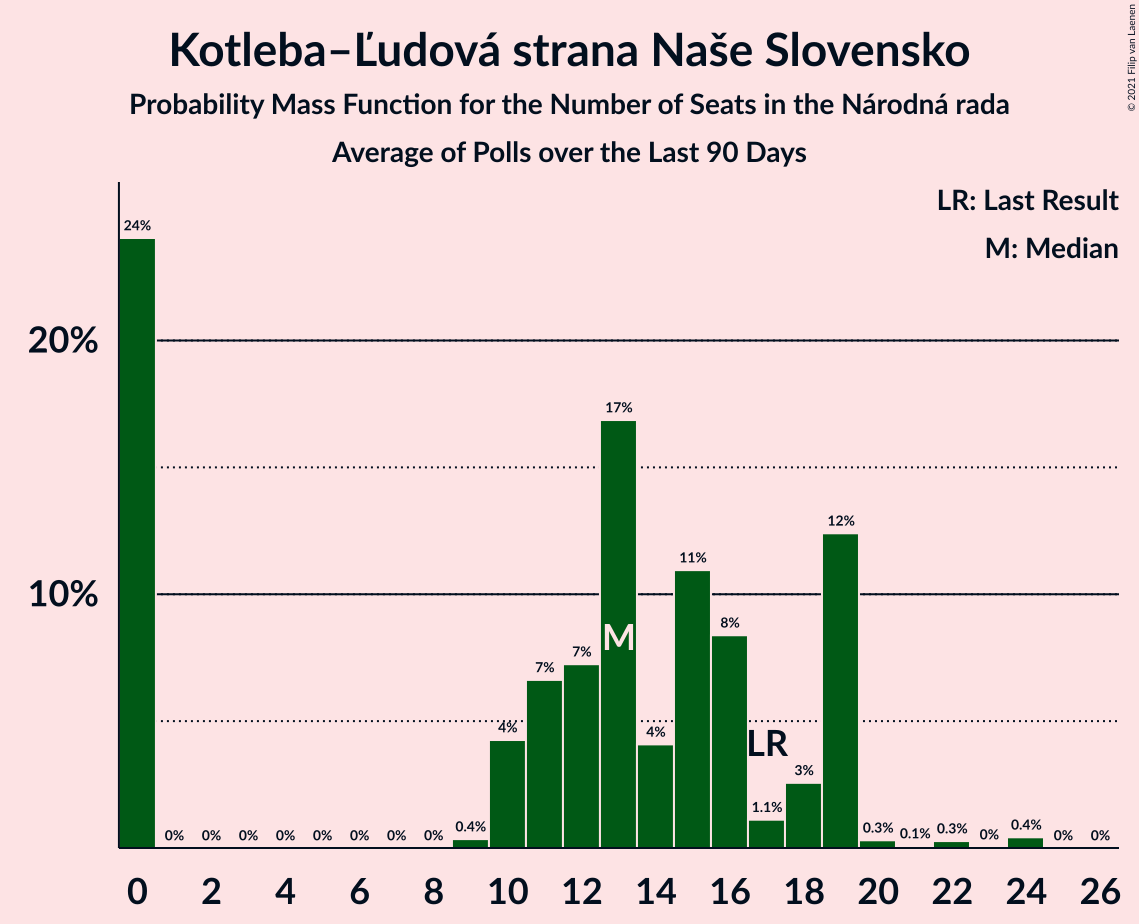 Kotleba–Ľudová strana Naše Slovensko
Probability Mass Function for the Number of Seats in the Národná rada
Average of Polls over the Last 90 Days
© 2021 Filip van Laenen
LR: Last Result
M: Median
24%
20%
17%
12%
11%
10%
8%
7%
7%
M
4%
4%
LR
3%
1.1%
0% 0% 0% 0% 0% 0% 0% 0% 0.4% 0.3% 0.1% 0.3% 0% 0.4% 0% 0%
0 2 4 6 8 10 12 14 16 18 20 22 24 26